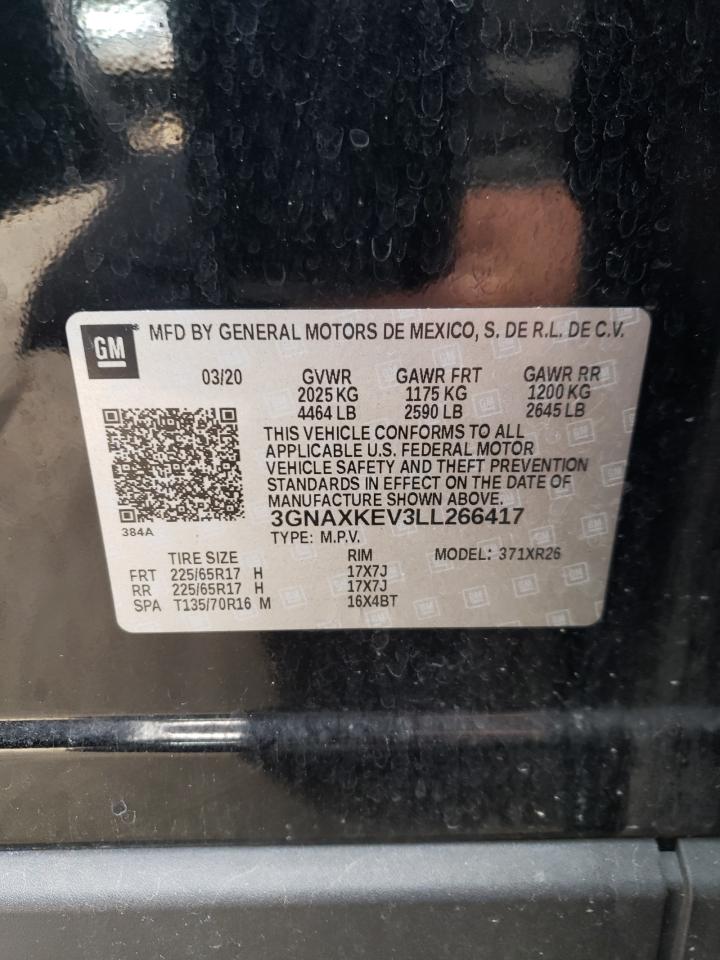 GM
MFD BY GENERAL MOTORS DE MEXICO, S. DE R.L. DE C.V.
03/20 GVWR GAWR FRT GAWR RR
2025 KG 1175 KG 1200 KG
4464 LB 2590 LB 2645 LB
THIS VEHICLE CONFORMS TO ALL
APPLICABLE U.S. FEDERAL MOTOR
VEHICLE SAFETY AND THEFT PREVENTION
STANDARDS IN EFFECT ON THE DATE OF
MANUFACTURE SHOWN ABOVE.
3GNAXKEV3LL266417
384A
TYPE: M.P.V.
TIRE SIZE RIM MODEL: 371XR26
FRT 225/65R17 H 17X7J
RR 225/65R17 H 17X7J
SPA T135/70R16 M 16X4BT